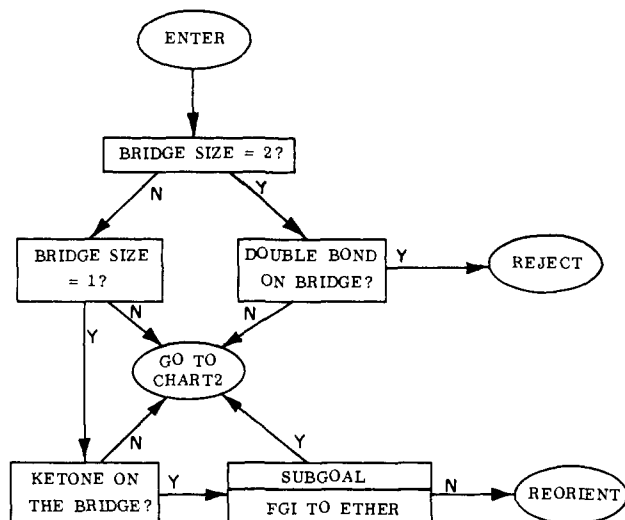 ENTER
BRIDGE SIZE = 2?
N
Y
BRIDGE SIZE
= 1?
DOUBLE BOND
ON BRIDGE?
Y
REJECT
N
N
Y
GO TO
CHART2
N
Y
KETONE ON
THE BRIDGE?
Y
SUBGOAL
FGI TO ETHER
N
REORIENT